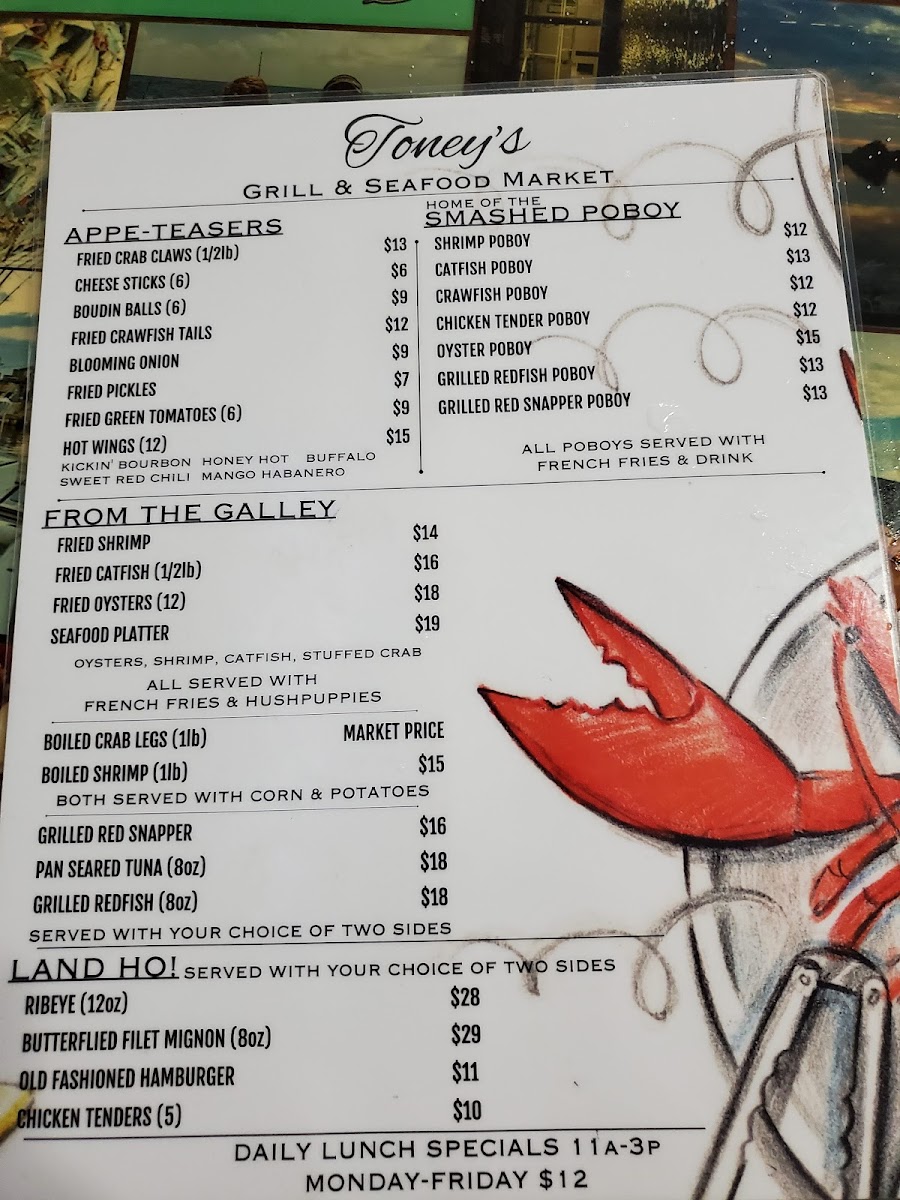 Toney's
GRILL & SEAFOOD MARKET
APPE-TEASERS
FRIED CRAB CLAWS (1/2lb) $13
CHEESE STICKS (6) $6
BOUDIN BALLS (6) $9
FRIED CRAWFISH TAILS $12
BLOOMING ONION $9
FRIED PICKLES $7
FRIED GREEN TOMATOES (6) $9
HOT WINGS (12) $15
KICKIN' BOURBON HONEY HOT BUFFALO
SWEET RED CHILI MANGO HABANERO
HOME OF THE
SMASHED POBOY
SHRIMP POBOY $12
CATFISH POBOY $13
CRAWFISH POBOY $12
CHICKEN TENDER POBOY $12
OYSTER POBOY $15
GRILLED REDFISH POBOY $13
GRILLED RED SNAPPER POBOY $13
ALL POBOYS SERVED WITH
FRENCH FRIES & DRINK
FROM THE GALLEY
FRIED SHRIMP $14
FRIED CATFISH (1/2lb) $16
FRIED OYSTERS (12) $18
SEAFOOD PLATTER $19
OYSTERS, SHRIMP, CATFISH, STUFFED CRAB
ALL SERVED WITH
FRENCH FRIES & HUSHPUPPIES
BOILED CRAB LEGS (1lb) MARKET PRICE
BOILED SHRIMP (1lb) $15
BOTH SERVED WITH CORN & POTATOES
GRILLED RED SNAPPER $16
PAN SEARED TUNA (8oz) $18
GRILLED REDFISH (8oz) $18
SERVED WITH YOUR CHOICE OF TWO SIDES
LAND HO! SERVED WITH YOUR CHOICE OF TWO SIDES
RIBEYE (12oz) $28
BUTTERFLIED FILET MIGNON (8oz) $29
OLD FASHIONED HAMBURGER $11
CHICKEN TENDERS (5) $10
DAILY LUNCH SPECIALS 11A-3P
MONDAY-FRIDAY $12